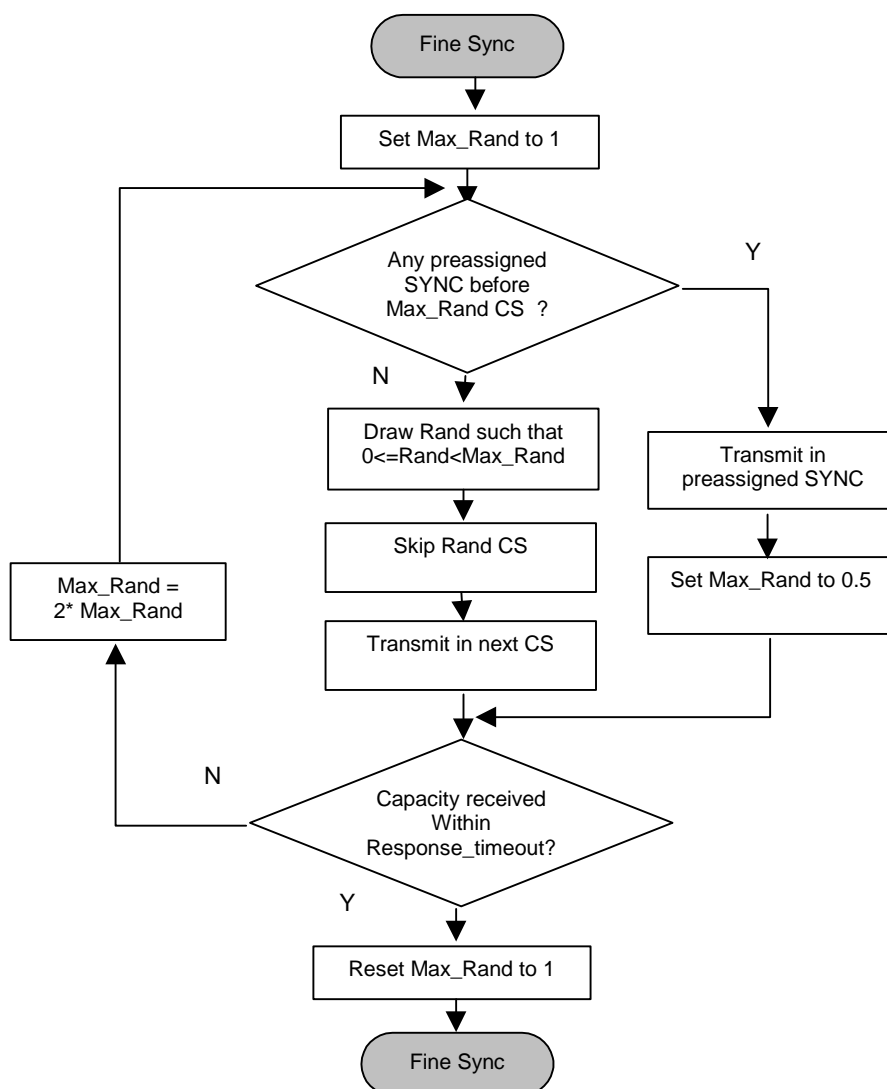 Fine Sync
Set Max_Rand to 1
Any preassigned
SYNC before
Max_Rand CS ?
Y
N
Draw Rand such that
0<=Rand<Max_Rand
Transmit in
preassigned SYNC
Skip Rand CS
Max_Rand =
2* Max_Rand
Set Max_Rand to 0.5
Transmit in next CS
N
Capacity received
Within
Response_timeout?
Y
Reset Max_Rand to 1
Fine Sync